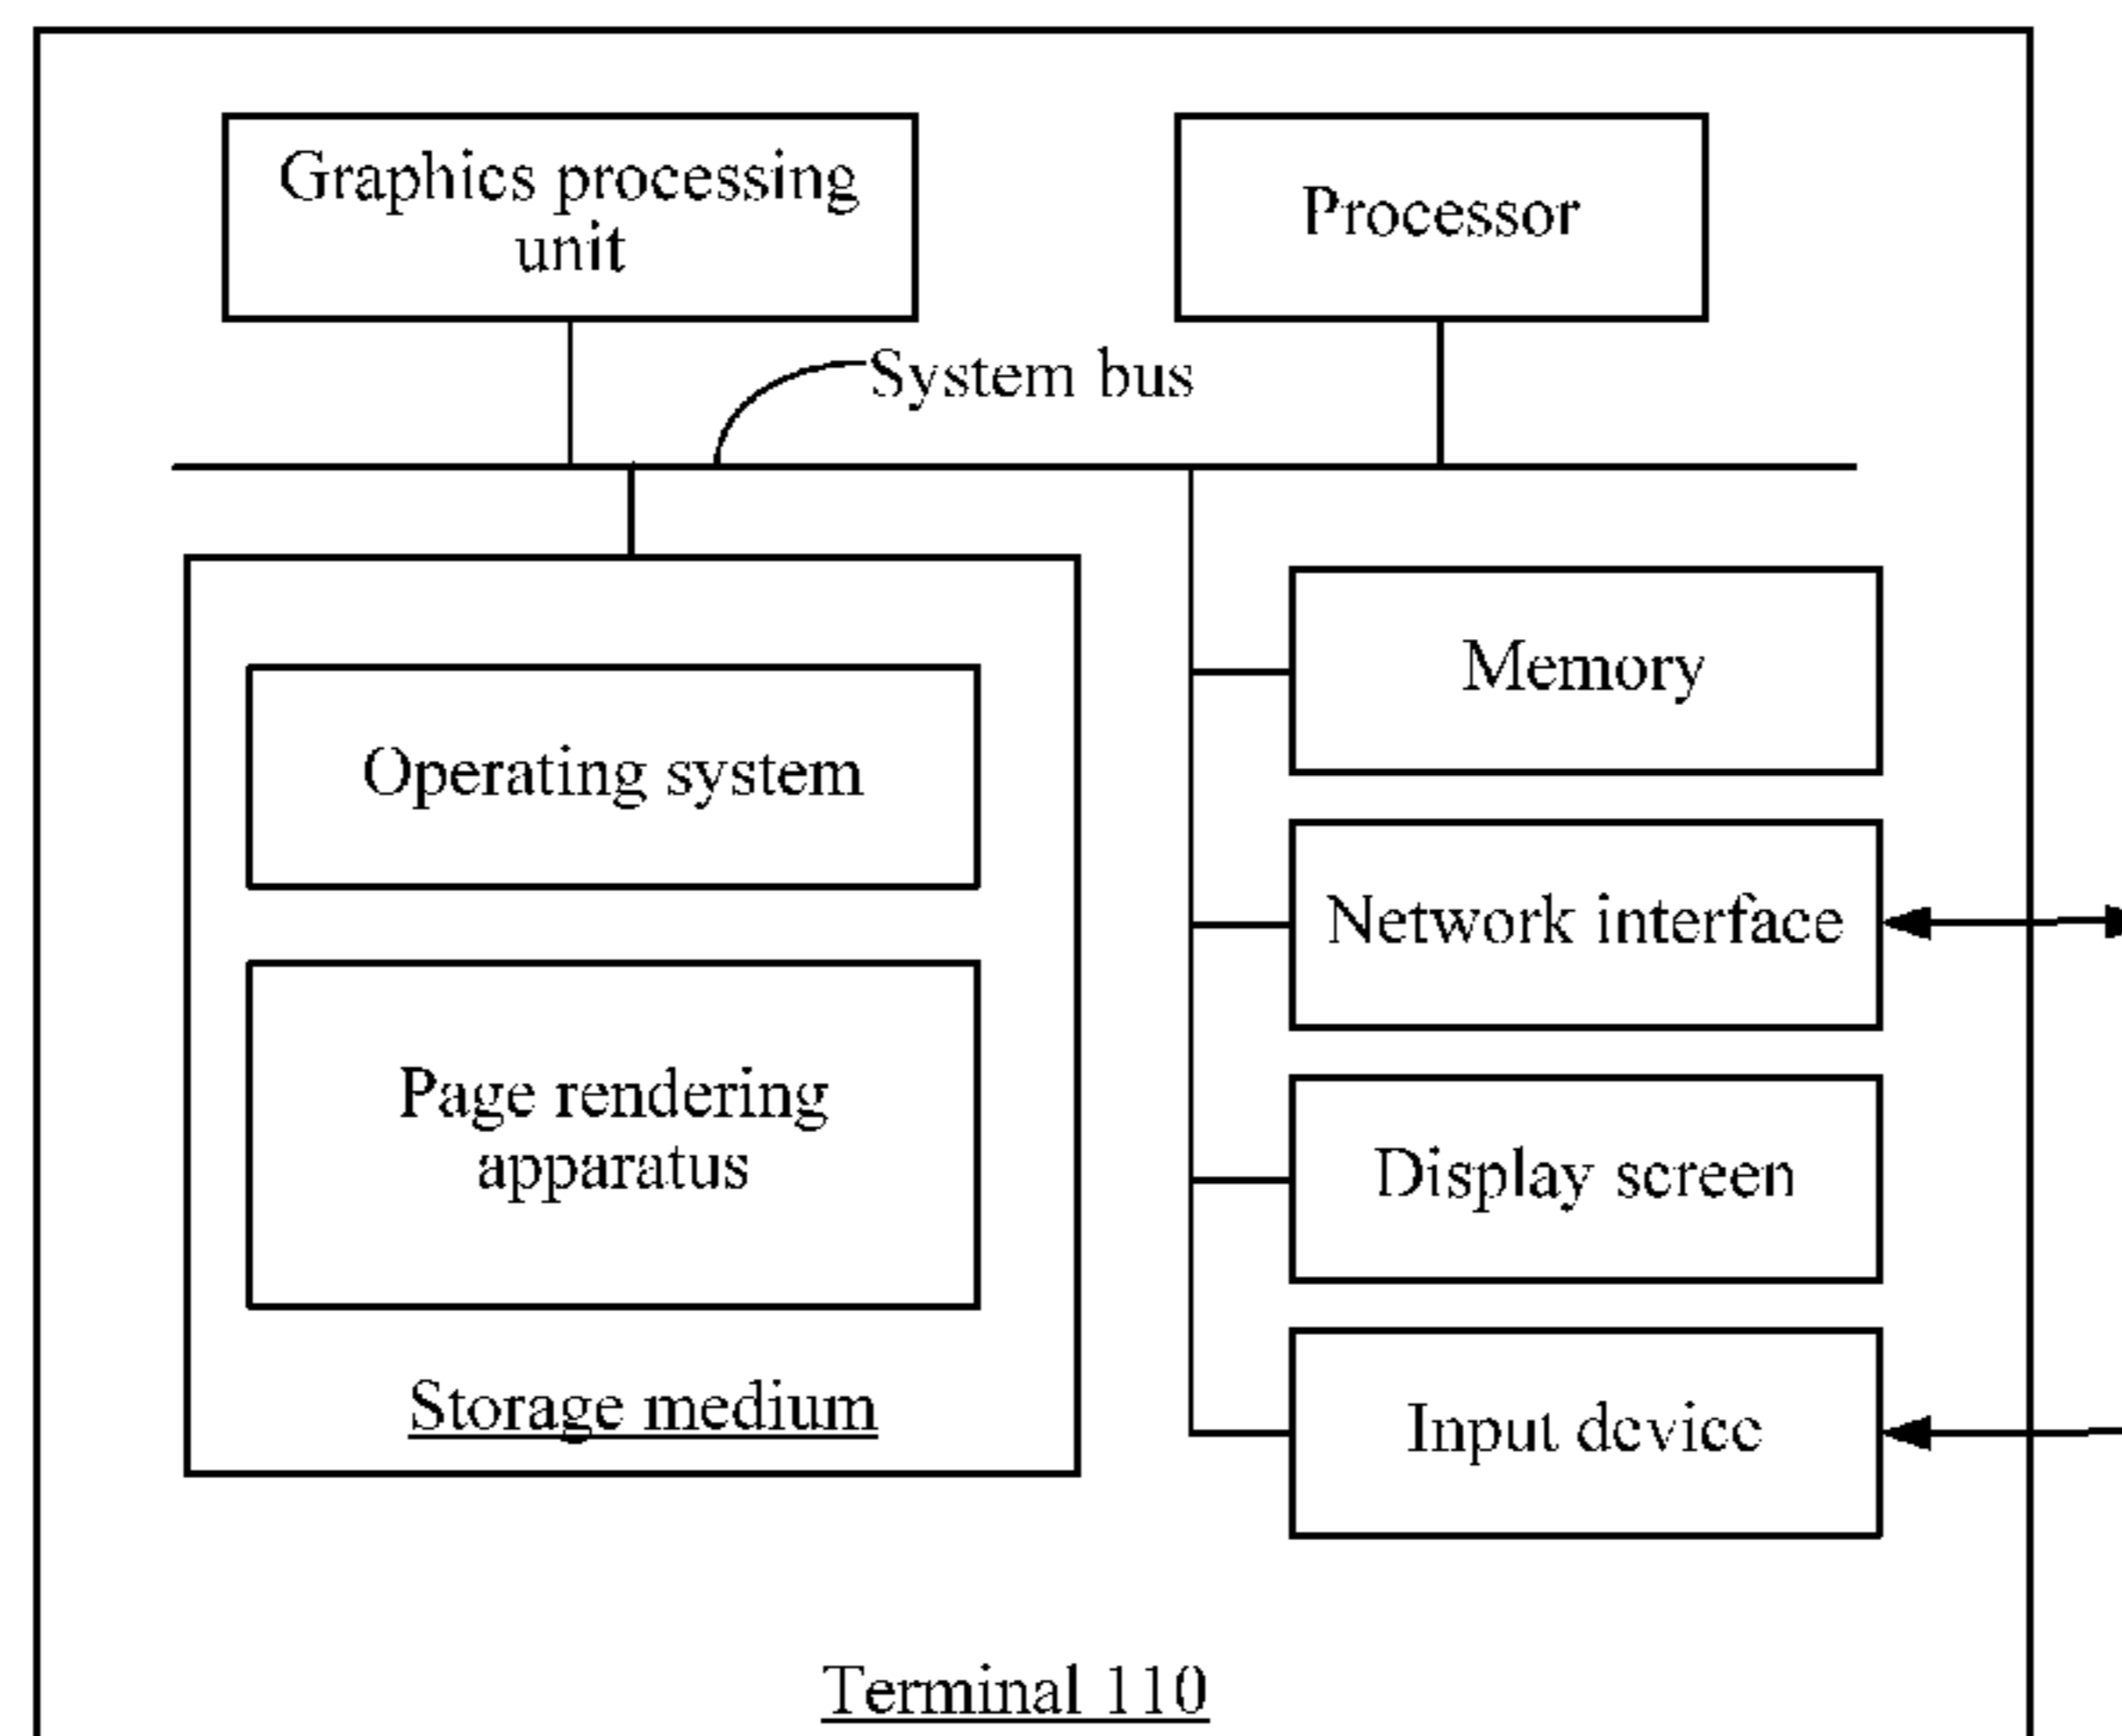 Graphics processing
unit
Processor
System bus
Operating system
Page rendering
apparatus
Storage medium
Memory
Network interface
Display screen
Input device
Terminal 110